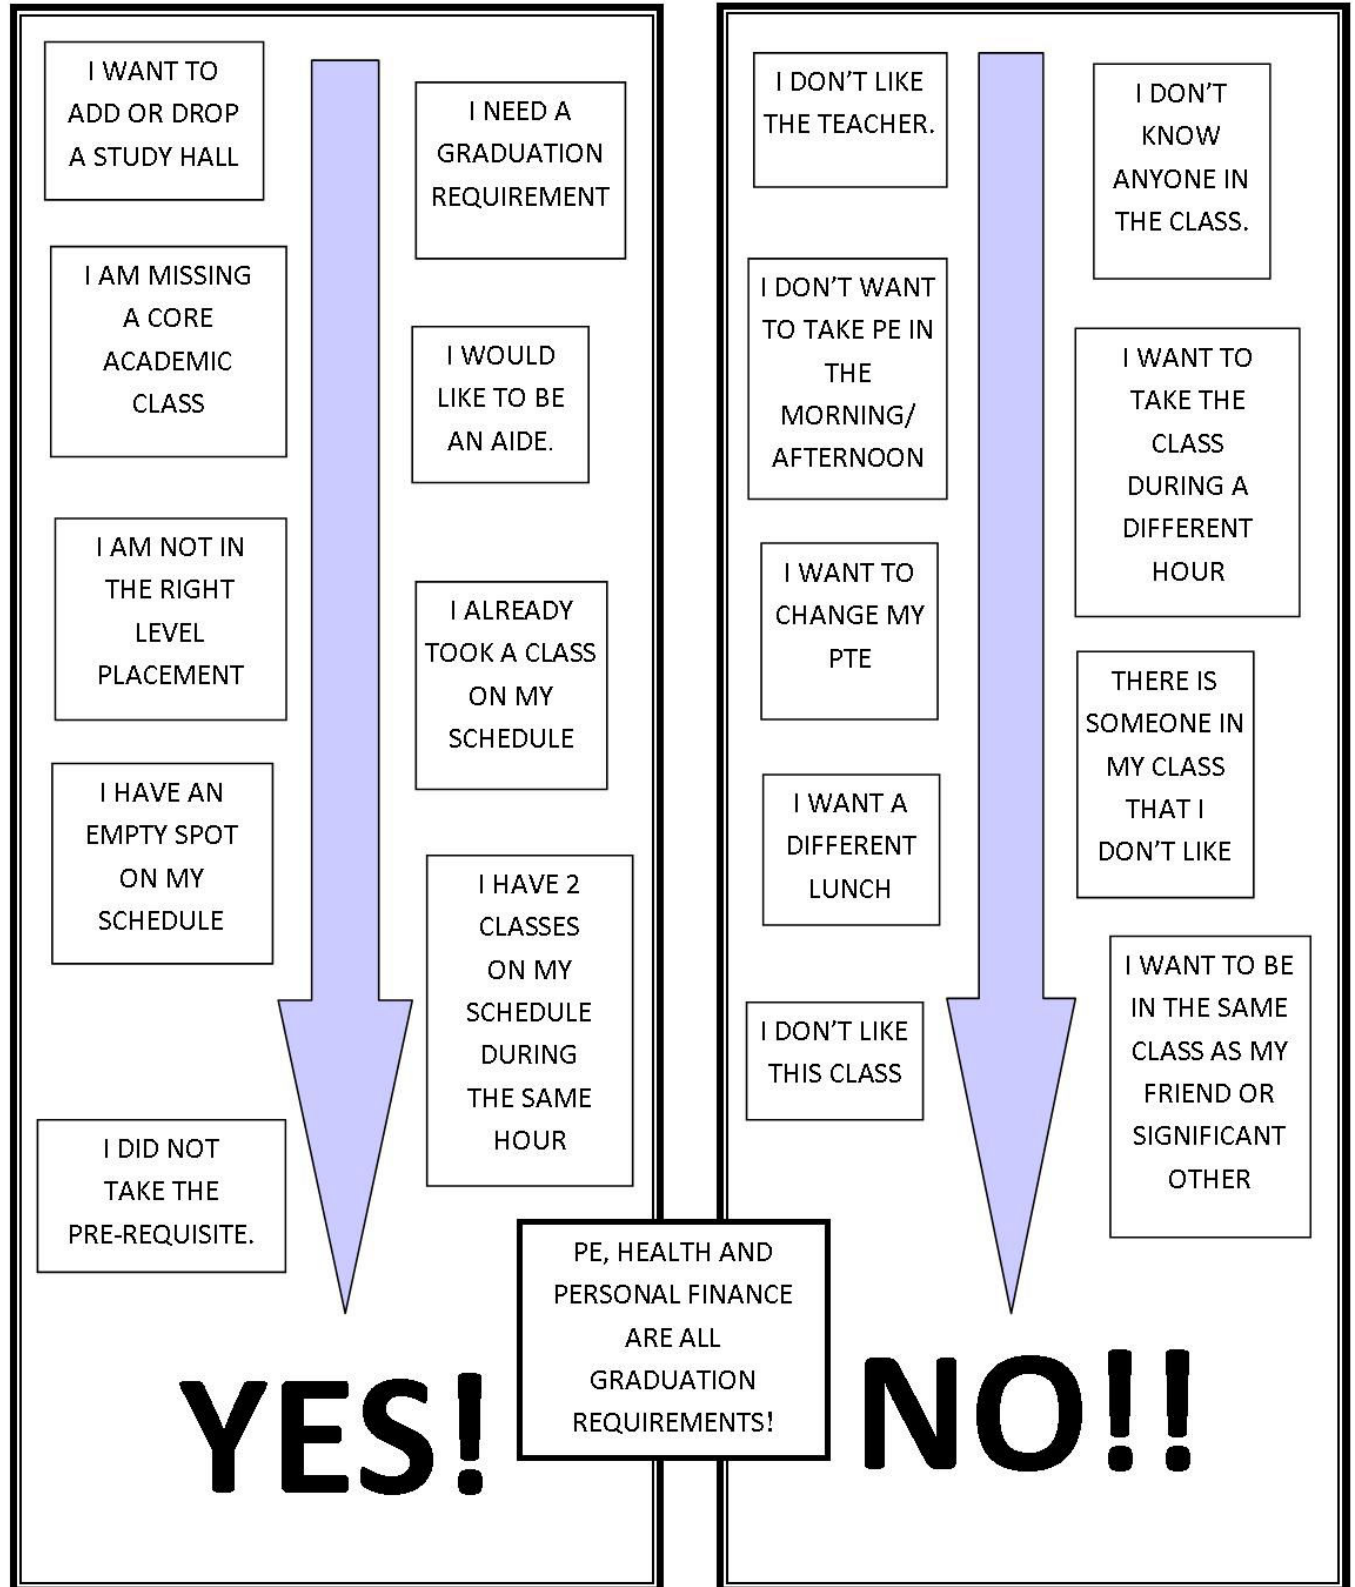 I WANT TO
ADD OR DROP
A STUDY HALL
I NEED A
GRADUATION
REQUIREMENT
I AM MISSING
A CORE
ACADEMIC
CLASS
I WOULD
LIKE TO BE
AN AIDE.
I AM NOT IN
THE RIGHT
LEVEL
PLACEMENT
I ALREADY
TOOK A CLASS
ON MY
SCHEDULE
I HAVE AN
EMPTY SPOT
ON MY
SCHEDULE
I HAVE 2
CLASSES
ON MY
SCHEDULE
DURING
THE SAME
HOUR
I DID NOT
TAKE THE
PRE-REQUISITE.
YES!
PE, HEALTH AND
PERSONAL FINANCE
ARE ALL
GRADUATION
REQUIREMENTS!
I DON'T LIKE
THE TEACHER.
I DON'T
KNOW
ANYONE IN
THE CLASS.
I DON'T WANT
TO TAKE PE IN
THE
MORNING/
AFTERNOON
I WANT TO
TAKE THE
CLASS
DURING A
DIFFERENT
HOUR
I WANT TO
CHANGE MY
PTE
THERE IS
SOMEONE IN
MY CLASS
THAT I
DON'T LIKE
I WANT A
DIFFERENT
LUNCH
I WANT TO BE
IN THE SAME
CLASS AS MY
FRIEND OR
SIGNIFICANT
OTHER
I DON'T LIKE
THIS CLASS
NO!!